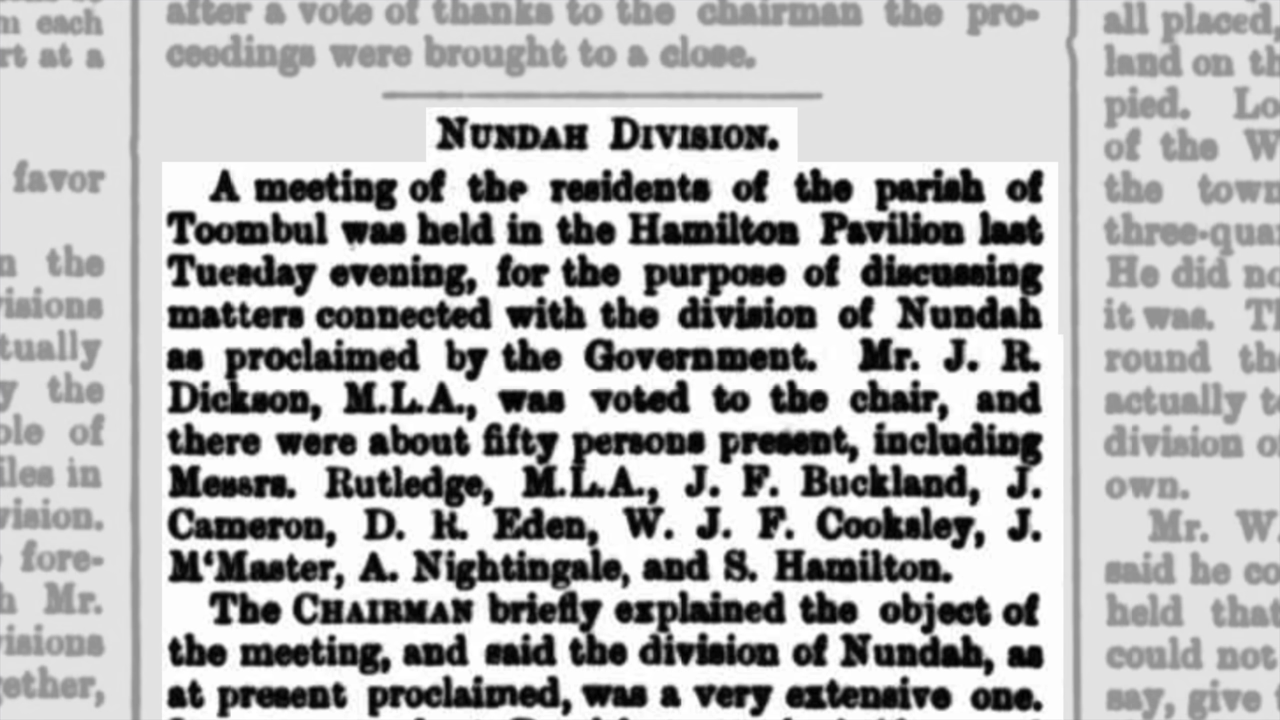 m each
rt at a
favor
n the
visions
tually
y the
ole of
iles in
vision.
fore-
h Mr.
visions
gether,
after a vote of thanks to the chairman the pro-
ceedings were brought to a close.
NUNDAH DIVISION.
A meeting of the residents of the parish of
Toombul was held in the Hamilton Pavilion last
Tuesday evening, for the purpose of discussing
matters connected with the division of Nundah
as proclaimed by the Government. Mr. J. R.
Dickson, M.L.A., was voted to the chair, and
there were about fifty persons present, including
Messrs. Rutledge, M.L.A., J. F. Buckland, J.
Cameron, D. R. Eden, W. J. F. Cooksley, J.
M‘Master, A. Nightingale, and S. Hamilton.
The CHAIRMAN briefly explained the object of
the meeting, and said the division of Nundah, as
at present proclaimed, was a very extensive one.
all placed,
land on th
pied. Lo
of the W
the town
three-quar
He did no
it was. Th
round the
actually to
division o
own.
Mr. W.
said he co
held that
could not
say, give